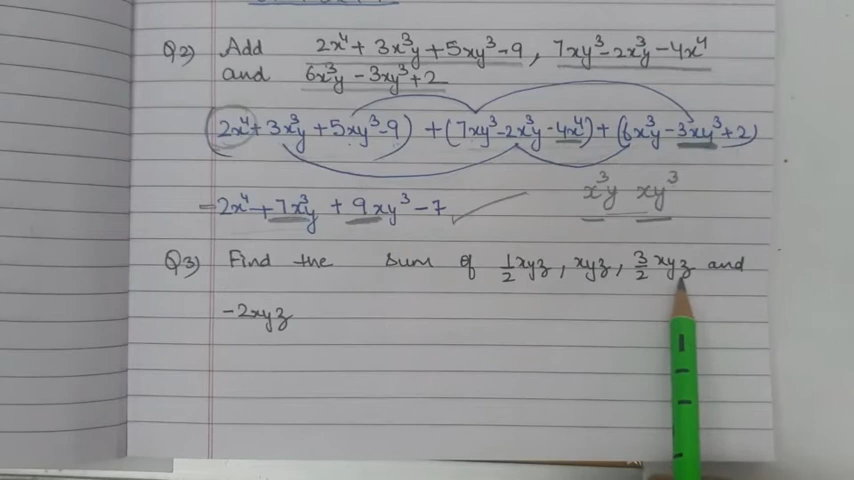 Q2) Add 2x⁴ + 3x³y + 5xy³ - 9 , 7xy³ - 2x³y - 4x⁴
and 6x³y - 3xy³ + 2
(2x⁴ + 3x³y + 5xy³ - 9) + (7xy³ - 2x³y - 4x⁴) + (6x³y - 3xy³ + 2)
= -2x⁴ + 7x³y + 9xy³ - 7
x³y xy³
Q3) Find the sum of 1/2 xyz , xyz , 3/2 xyz and
-2xyz